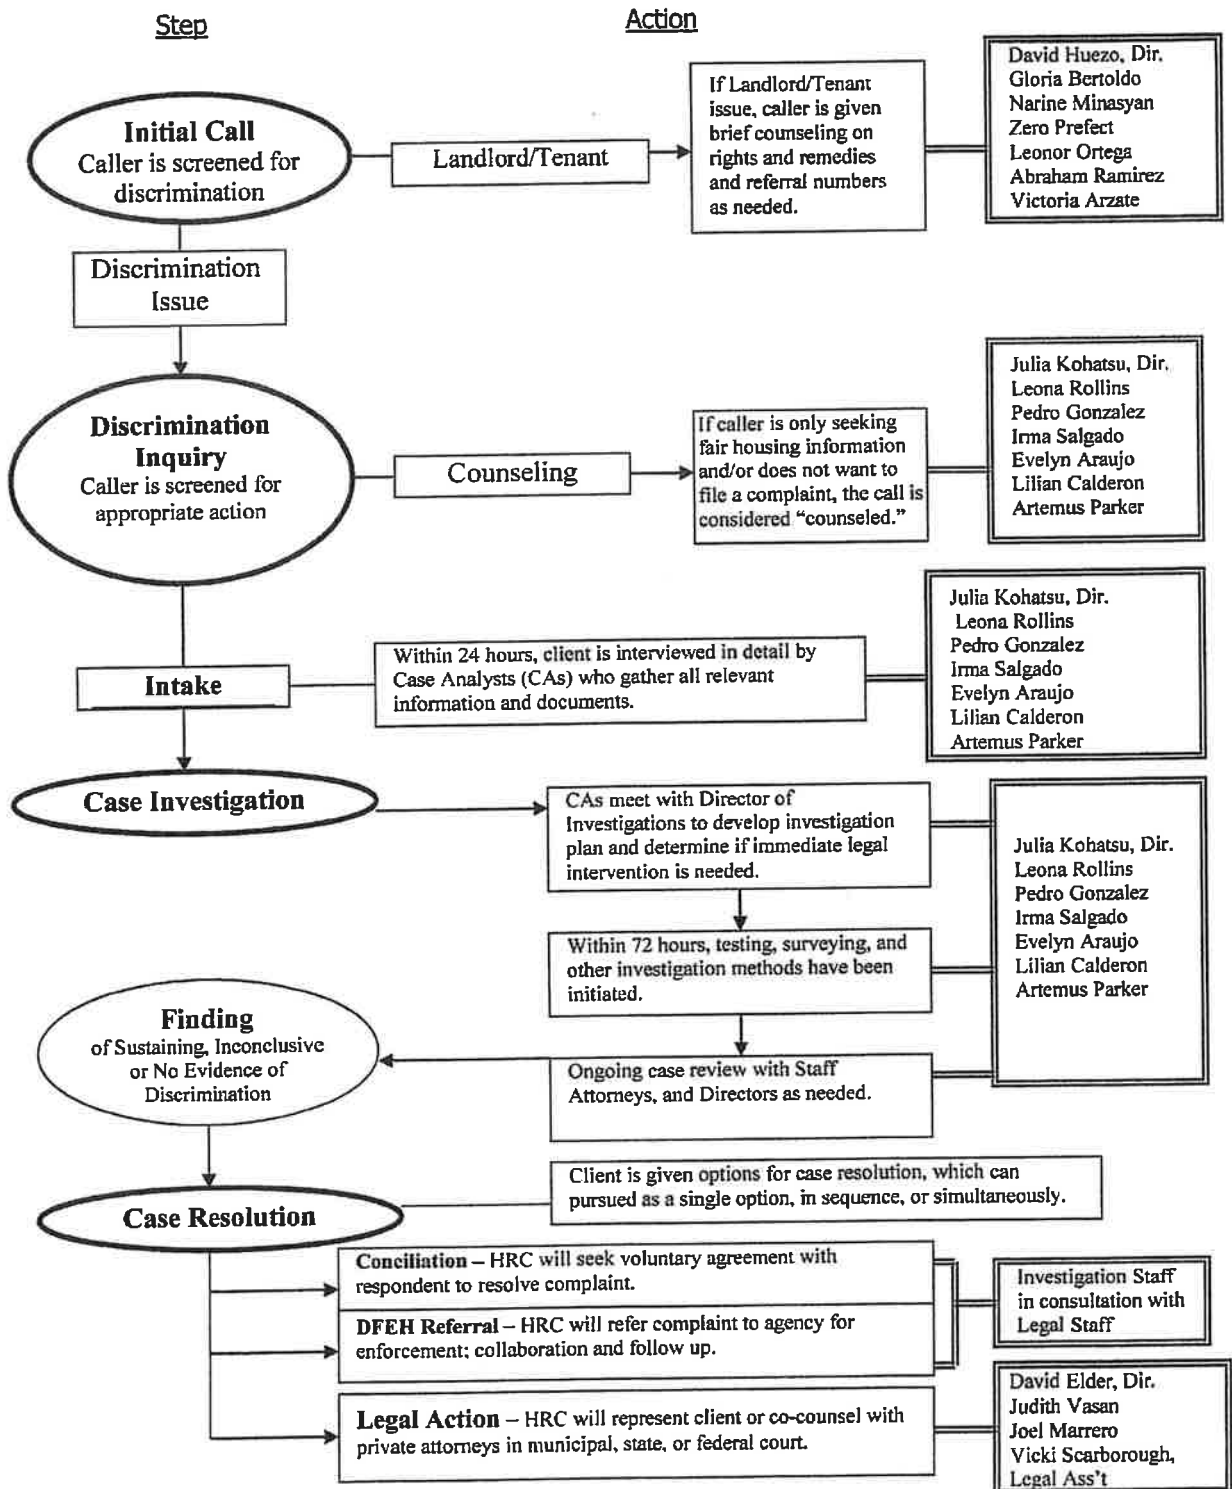 Step
Action
Initial Call
Caller is screened for
discrimination
Landlord/Tenant
If Landlord/Tenant
issue, caller is given
brief counseling on
rights and remedies
and referral numbers
as needed.
David Huezo, Dir.
Gloria Bertoldo
Narine Minasyan
Zero Prefect
Leonor Ortega
Abraham Ramirez
Victoria Arzate
Discrimination
Issue
Discrimination
Inquiry
Caller is screened for
appropriate action
Counseling
If caller is only seeking
fair housing information
and/or does not want to
file a complaint, the call is
considered “counseled.”
Julia Kohatsu, Dir.
Leona Rollins
Pedro Gonzalez
Irma Salgado
Evelyn Araujo
Lilian Calderon
Artemus Parker
Intake
Within 24 hours, client is interviewed in detail by
Case Analysts (CAs) who gather all relevant
information and documents.
Julia Kohatsu, Dir.
Leona Rollins
Pedro Gonzalez
Irma Salgado
Evelyn Araujo
Lilian Calderon
Artemus Parker
Case Investigation
CAs meet with Director of
Investigations to develop investigation
plan and determine if immediate legal
intervention is needed.
Within 72 hours, testing, surveying, and
other investigation methods have been
initiated.
Ongoing case review with Staff
Attorneys, and Directors as needed.
Julia Kohatsu, Dir.
Leona Rollins
Pedro Gonzalez
Irma Salgado
Evelyn Araujo
Lilian Calderon
Artemus Parker
Finding
of Sustaining, Inconclusive
or No Evidence of
Discrimination
Case Resolution
Client is given options for case resolution, which can
pursued as a single option, in sequence, or simultaneously.
Conciliation – HRC will seek voluntary agreement with
respondent to resolve complaint.
DFEH Referral – HRC will refer complaint to agency for
enforcement; collaboration and follow up.
Investigation Staff
in consultation with
Legal Staff
Legal Action – HRC will represent client or co-counsel with
private attorneys in municipal, state, or federal court.
David Elder, Dir.
Judith Vasan
Joel Marrero
Vicki Scarborough,
Legal Ass't